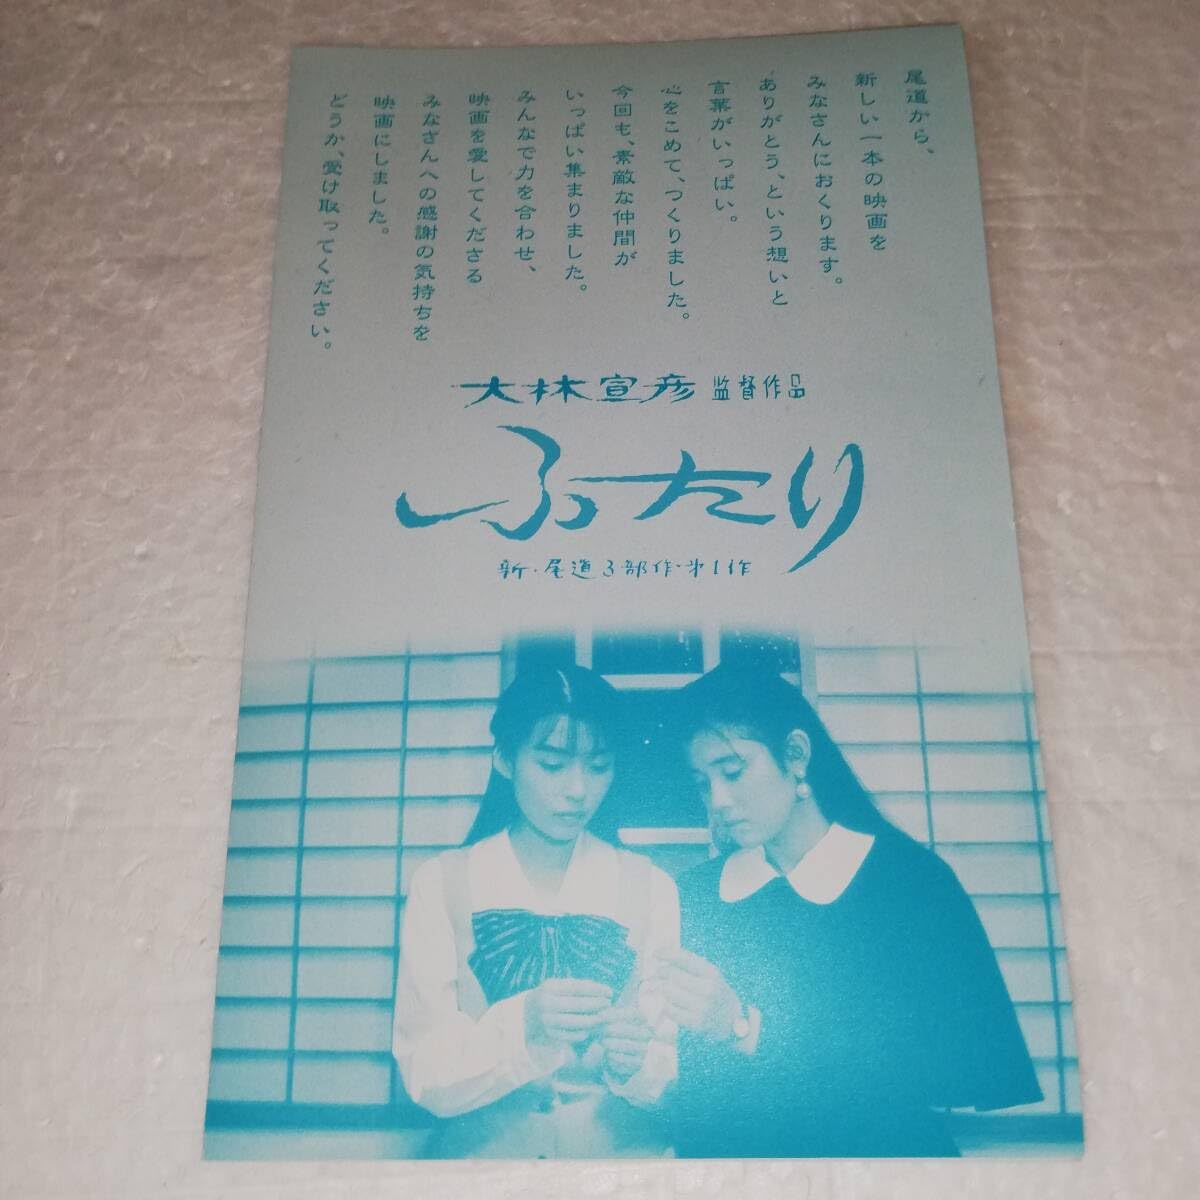 尾道から、
新しい一本の映画を
みなさんにおくります。
ありがとう、という想いと
言葉がいっぱい。
心をこめて、つくりました。
今回も、素敵な仲間が
いっぱい集まりました。
みんなで力を合わせ、
映画を愛してくださる
みなさんへの感謝の気持ちを
映画にしました。
どうか、受け取ってください。
大林宣彦 監督作品
ふたり
新・尾道3部作・第1作